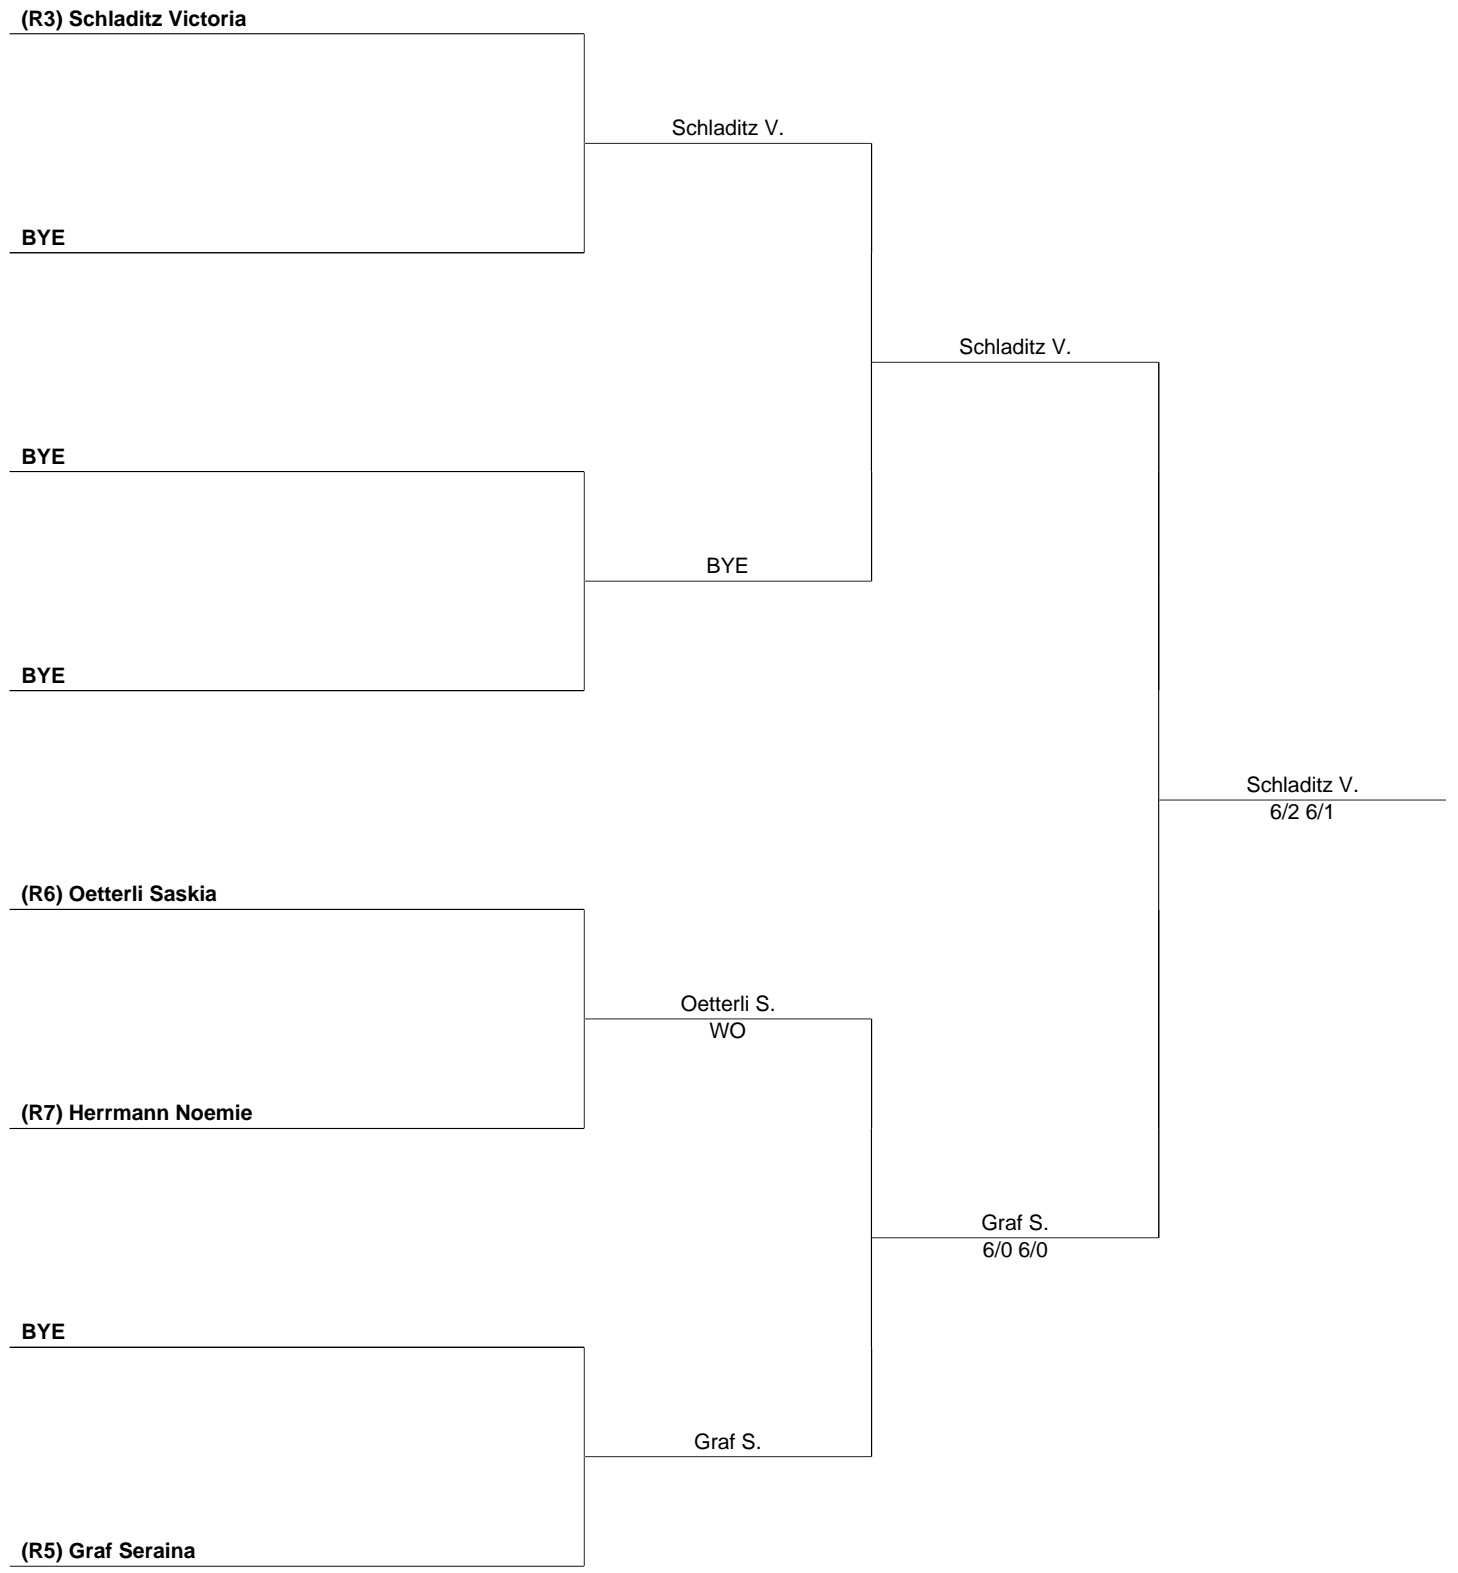 (R3) Schladitz Victoria
Schladitz V.
BYE
Schladitz V.
BYE
BYE
BYE
Schladitz V.
6/2 6/1
(R6) Oetterli Saskia
Oetterli S.
WO
(R7) Herrmann Noemie
Graf S.
6/0 6/0
BYE
Graf S.
(R5) Graf Seraina